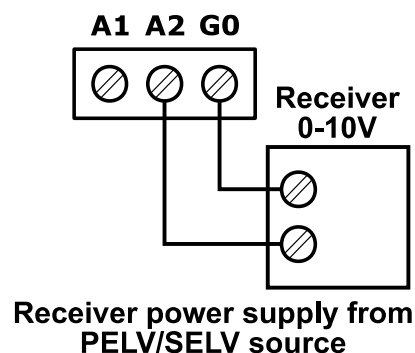 A1 A2 G0
Receiver
0-10V
Receiver power supply from
PELV/SELV source